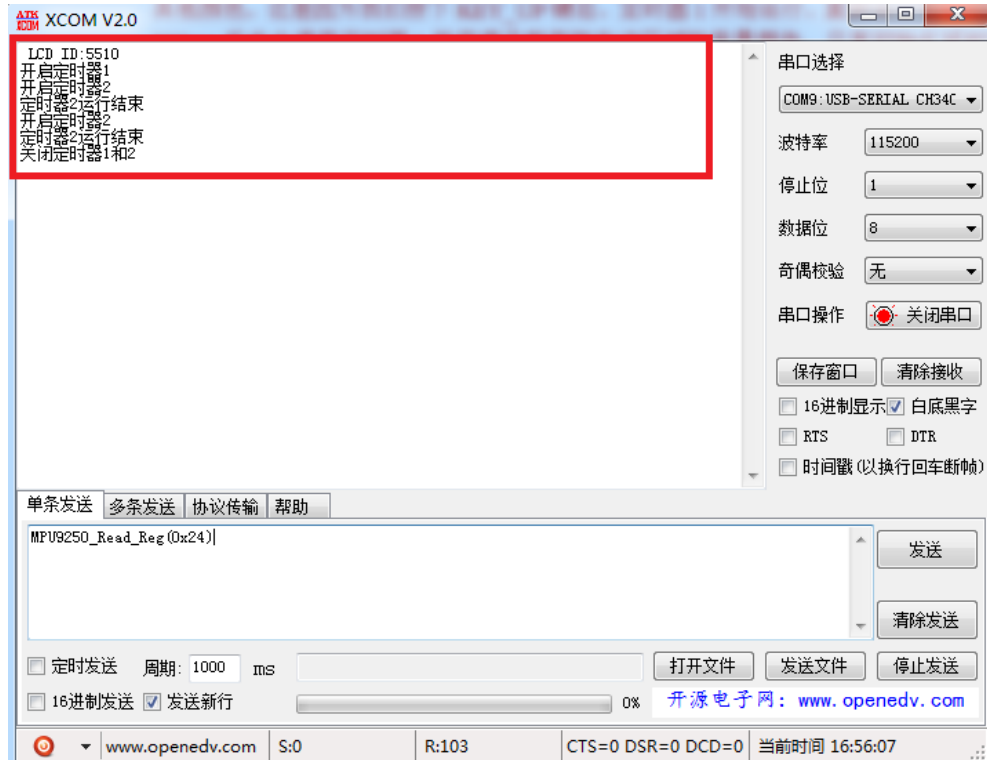 ATK XCOM XCOM V2.0
LCD ID:5510
开启定时器1
开启定时器2
定时器2运行结束
开启定时器2
定时器2运行结束
关闭定时器1和2
串口选择
COM9:USB-SERIAL CH34C
波特率 115200
停止位 1
数据位 8
奇偶校验 无
串口操作 关闭串口
保存窗口 清除接收
16进制显示 白底黑字
RTS DTR
时间戳(以换行回车断帧)
单条发送 多条发送 协议传输 帮助
MPU9250_Read_Reg(0x24)
发送
清除发送
定时发送 周期: 1000 ms 打开文件 发送文件 停止发送
16进制发送 发送新行 0% 开源电子网: www.openedv.com
www.openedv.com S:0 R:103 CTS=0 DSR=0 DCD=0 当前时间 16:56:07